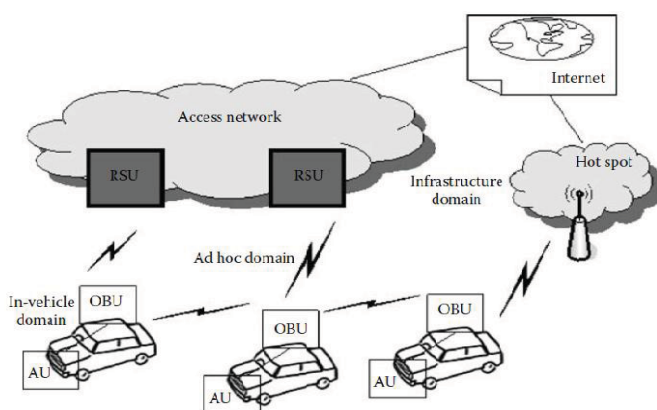 Internet
Access network
RSU
RSU
Hot spot
Infrastructure
domain
Ad hoc domain
In-vehicle
domain
OBU
OBU
OBU
AU
AU
AU